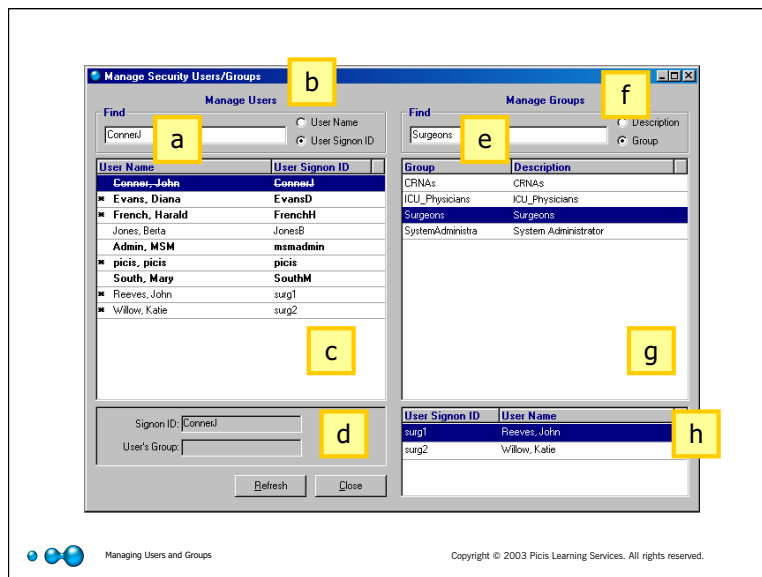 Manage Security Users/Groups
b
Manage Users
Find
ConnerJ
a
User Name
User Signon ID
User Name User Signon ID
Conner, John ConnerJ
Evans, Diana EvansD
French, Harald FrenchH
Jones, Berta JonesB
Admin, MSM msmadmin
picis, picis picis
South, Mary SouthM
Reeves, John surg1
Willow, Katie surg2
c
Signon ID: ConnerJ
User's Group:
d
Refresh Close
Manage Groups
f
Find
Surgeons
e
Description
Group
Group Description
CRNAs CRNAs
ICU_Physicians ICU_Physicians
Surgeons Surgeons
SystemAdministra System Administrator
g
User Signon ID User Name
surg1 Reeves, John
surg2 Willow, Katie
h
Managing Users and Groups
Copyright © 2003 Picis Learning Services. All rights reserved.